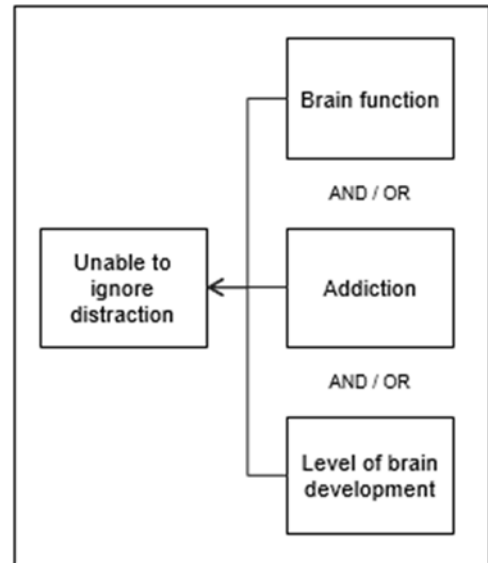 Brain function
AND / OR
Unable to
ignore
distraction
Addiction
AND / OR
Level of brain
development